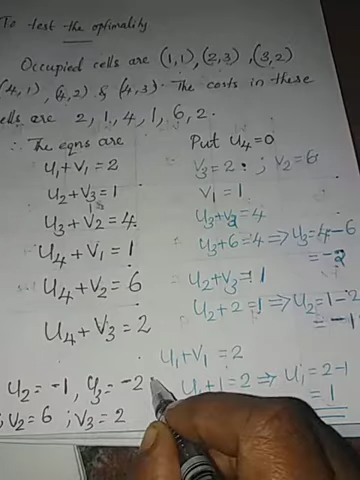 To test the optimality
Occupied cells are (1,1), (2,3), (3,2)
(4,1), (4,2) & (4,3). The costs in these
cells are 2, 1, 4, 1, 6, 2.
∴ The eqns are
U1+V1=2
U2+V3=1
U3+V2=4
U4+V1=1
U4+V2=6
U4+V3=2
Put U4=0
V3=2 ; V2=6
V1=1
U3+V2=4
U3+6=4 ⇒ U3=4-6
=-2
U2+V3=1
U2+2=1 ⇒ U2=1-2
=-1
U1+V1=2
U1+1=2 ⇒ U1=2-1
=1
U2=-1, U3=-2
; V2=6 ; V3=2